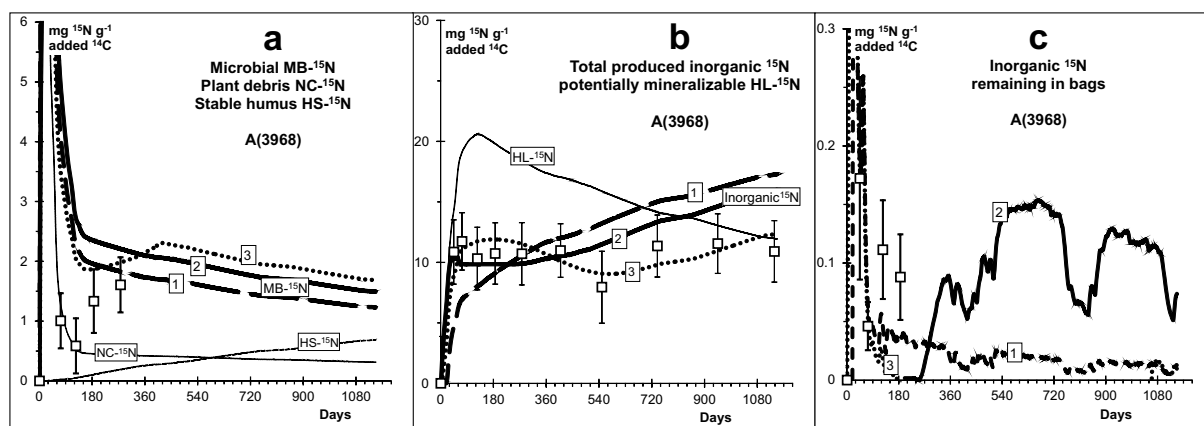 mg ¹⁵N g⁻¹
added ¹⁴C
a
Microbial MB-¹⁵N
Plant debris NC-¹⁵N
Stable humus HS-¹⁵N
A(3968)
6
5
4
3
2
1
0
3
2
1
MB-¹⁵N
HS-¹⁵N
NC-¹⁵N
0 180 360 540 720 900 1080
Days
mg ¹⁵N g⁻¹
added ¹⁴C
b
Total produced inorganic ¹⁵N
potentially mineralizable HL-¹⁵N
A(3968)
30
20
10
0
HL-¹⁵N
1
Inorganic¹⁵N
2
3
0 180 360 540 720 900 1080
Days
mg ¹⁵N g⁻¹
added ¹⁴C
c
Inorganic ¹⁵N
remaining in bags
A(3968)
0.3
0.2
0.1
0
2
1
3
0 180 360 540 720 900 1080
Days